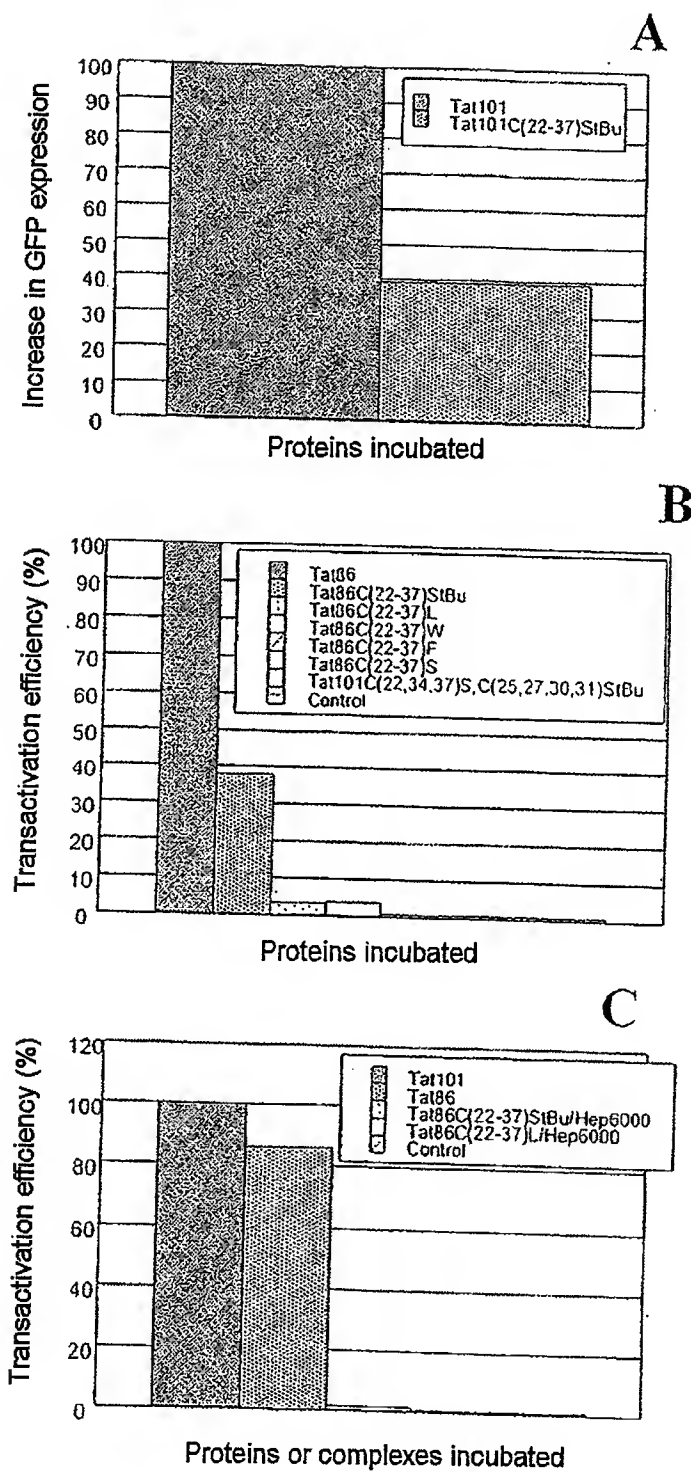 A
Increase in GFP expression
100
90
80
70
60
50
40
30
20
10
0
Tat101
Tat101C(22-37)StBu
Proteins incubated
B
Transactivation efficiency (%)
100
90
80
70
60
50
40
30
20
10
0
Tat86
Tat86C(22-37)StBu
Tat86C(22-37)L
Tat86C(22-37)W
Tat86C(22-37)F
Tat86C(22-37)S
Tat101C(22,34,37)S,C(25,27,30,31)StBu
Control
Proteins incubated
C
Transactivation efficiency (%)
120
100
80
60
40
20
0
Tat101
Tat86
Tat86C(22-37)StBu/Hep6000
Tat86C(22-37)L/Hep6000
Control
Proteins or complexes incubated